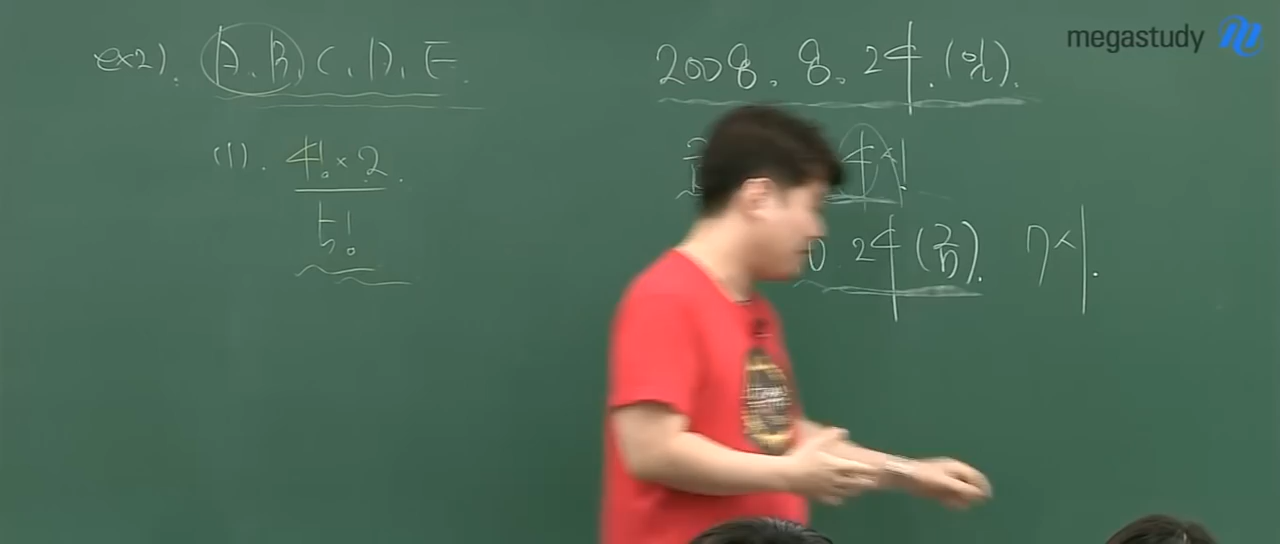 megastudy
ex2). A, B, C, D, E.
(1). 4! × 2
5!
2008. 8. 24. (일).
4시
24 (금). 7시.